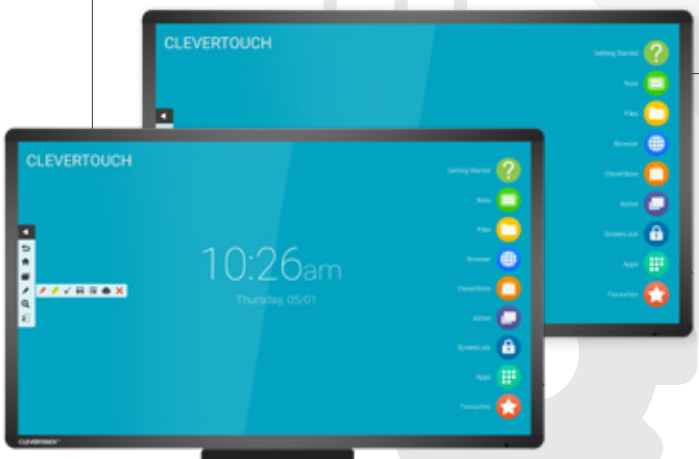 CLEVERTOUCH
Getting Started
Note
Files
Browser
CleverStore
Active
ScreenLock
Apps
Favourites
CLEVERTOUCH
10:26am
Thursday, 05/01
Getting Started
Note
Files
Browser
CleverStore
Active
ScreenLock
Apps
Favourites
CLEVERTOUCH